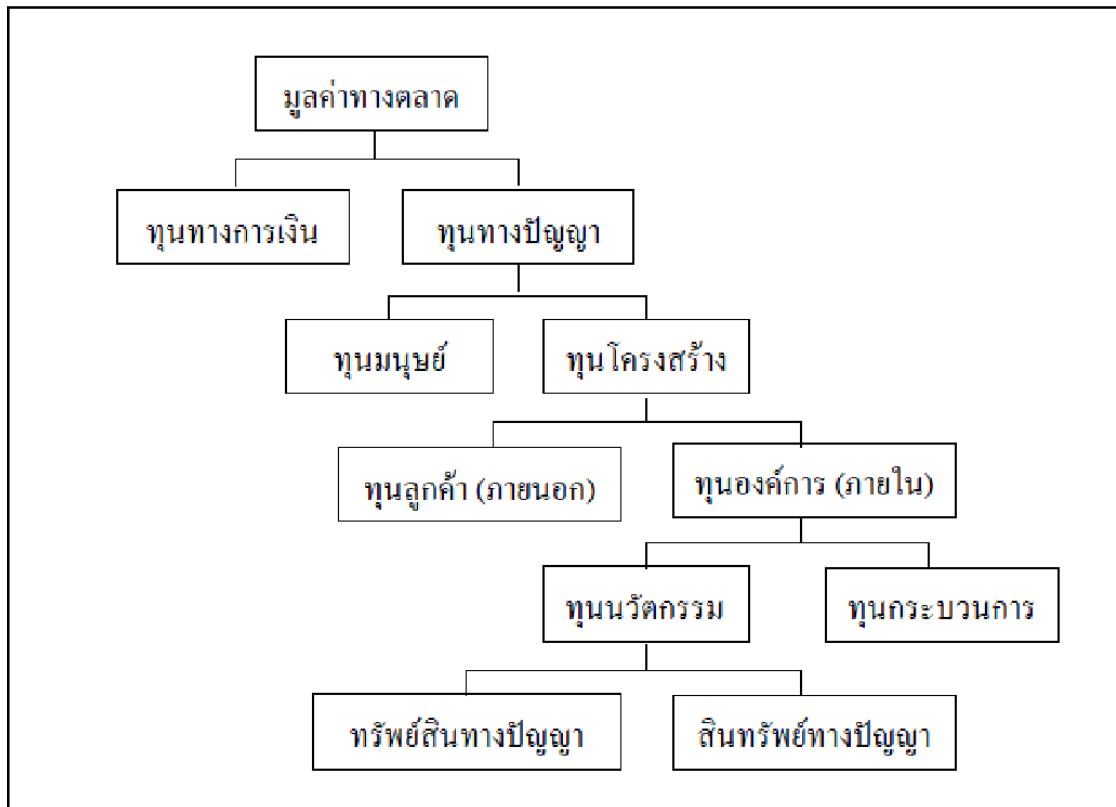 มูลค่าทางตลาด
ทุนทางการเงิน
ทุนทางปัญญา
ทุนมนุษย์
ทุนโครงสร้าง
ทุนลูกค้า (ภายนอก)
ทุนองค์การ (ภายใน)
ทุนนวัตกรรม
ทุนกระบวนการ
ทรัพย์สินทางปัญญา
สินทรัพย์ทางปัญญา